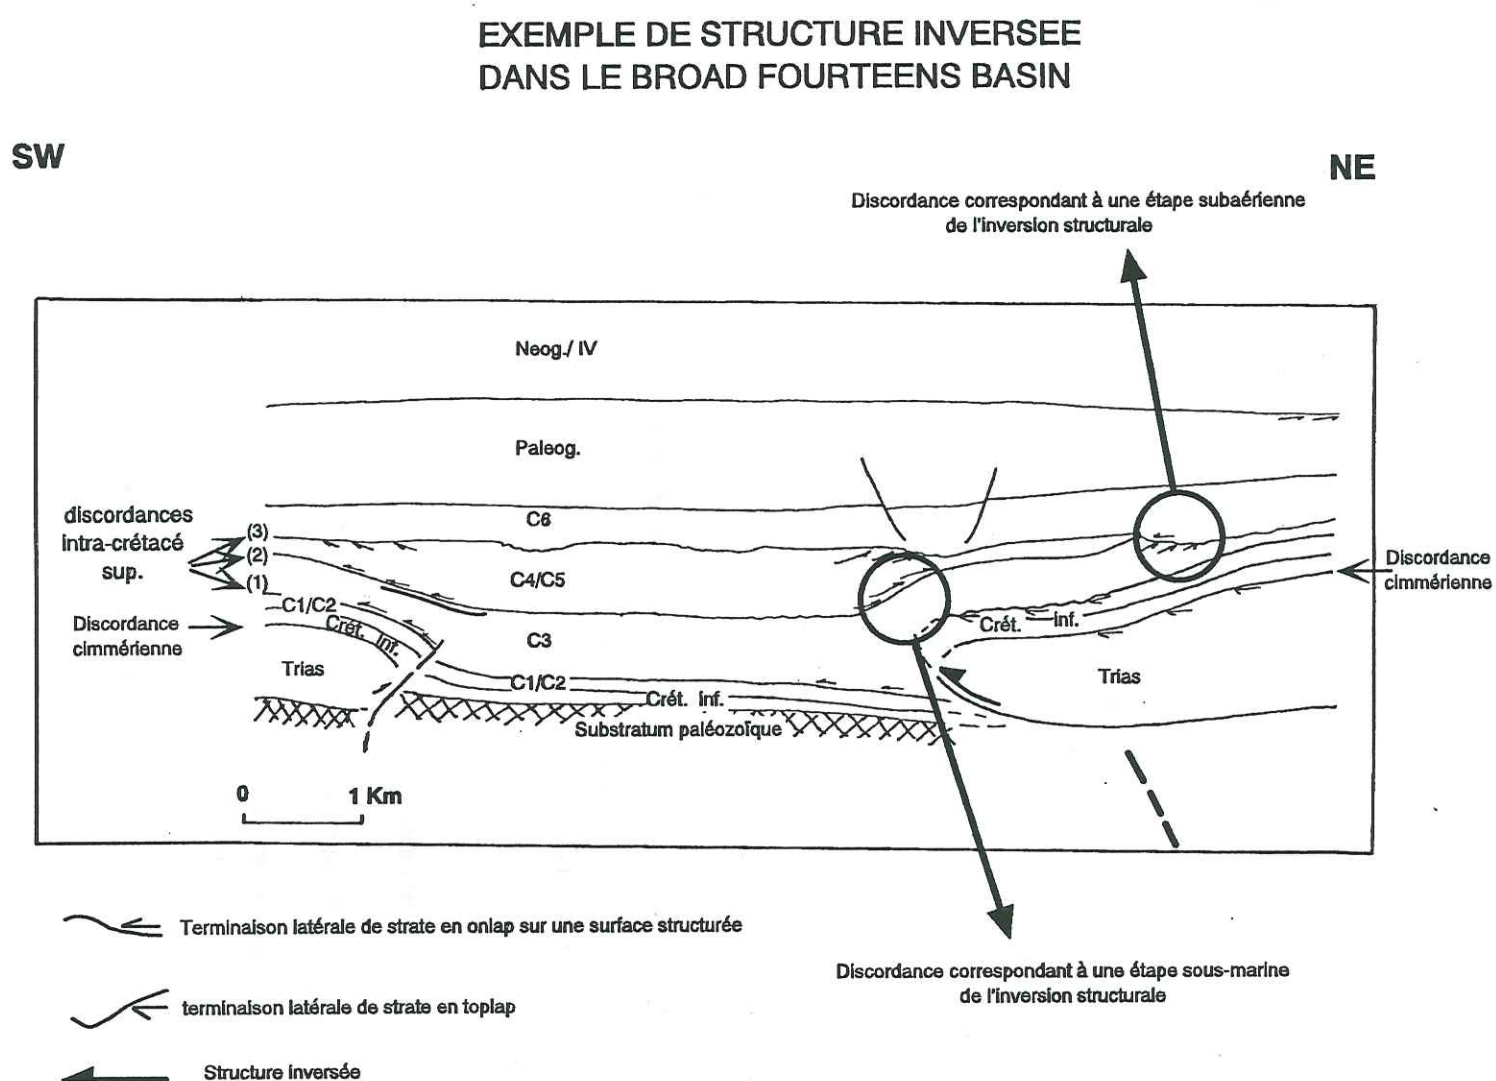 EXEMPLE DE STRUCTURE INVERSEE
DANS LE BROAD FOURTEENS BASIN
SW
NE
Discordance correspondant à une étape subaérienne
de l'inversion structurale
Neog./ IV
Paleog.
C6
discordances
intra-crétacé
sup.
(3)
(2)
(1)
C4/C5
Discordance
cimmérienne
C1/C2
Crét. inf.
Discordance
cimmérienne
Crét. inf.
C3
Trias
Trias
C1/C2
Crét. inf.
Substratum paléozoïque
0 1 Km
Terminaison latérale de strate en onlap sur une surface structurée
Discordance correspondant à une étape sous-marine
de l'inversion structurale
terminaison latérale de strate en toplap
Structure inversée